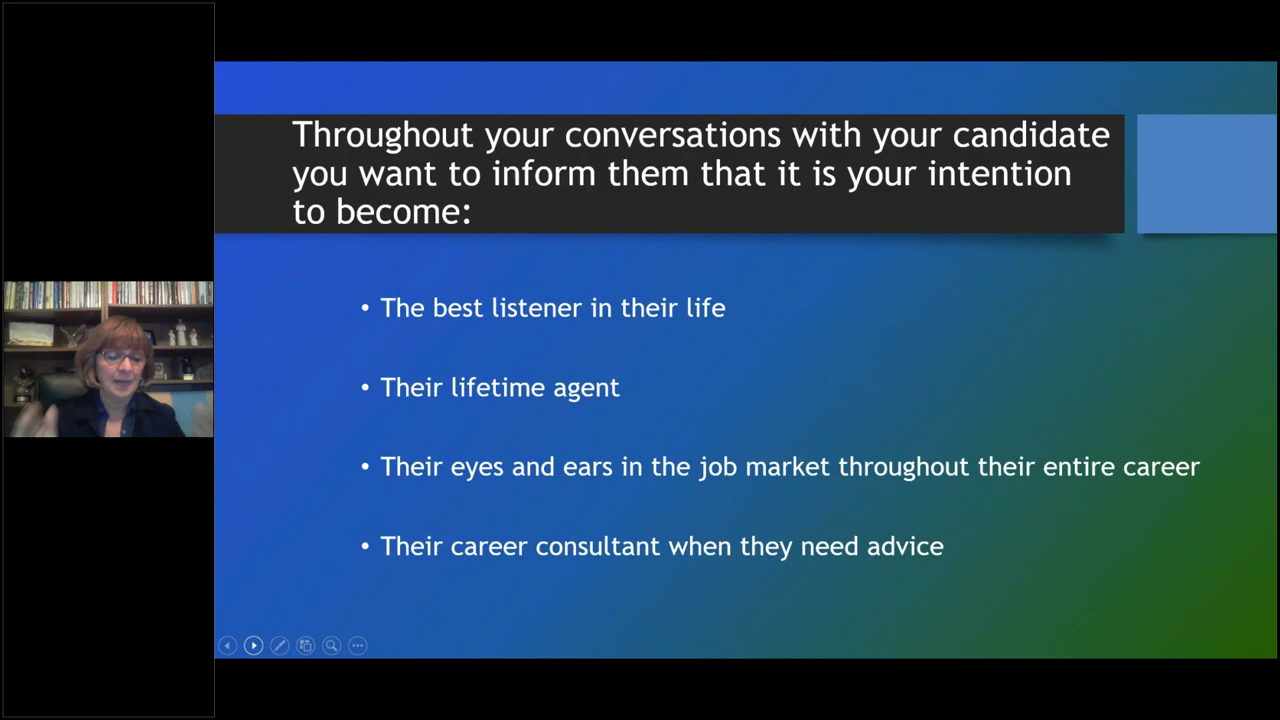 Throughout your conversations with your candidate
you want to inform them that it is your intention
to become:
• The best listener in their life
• Their lifetime agent
• Their eyes and ears in the job market throughout their entire career
• Their career consultant when they need advice